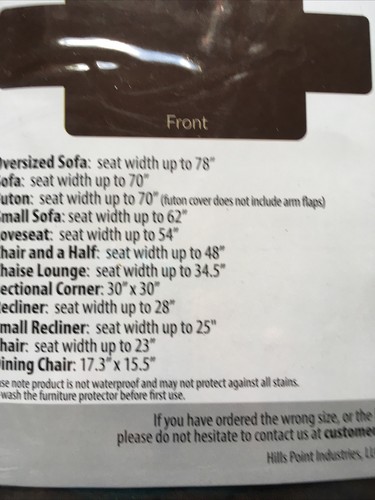 Front
versized Sofa: seat width up to 78"
ofa: seat width up to 70"
uton: seat width up to 70" (futon cover does not include arm flaps)
mall Sofa: seat width up to 62"
oveseat: seat width up to 54"
hair and a Half: seat width up to 48"
haise Lounge: seat width up to 34.5"
ectional Corner: 30" x 30"
ecliner: seat width up to 28"
mall Recliner: seat width up to 25"
hair: seat width up to 23"
ining Chair: 17.3" x 15.5"
se note product is not waterproof and may not protect against all stains.
wash the furniture protector before first use.
If you have ordered the wrong size, or the
please do not hesitate to contact us at custome
Hills Point Industries, LL